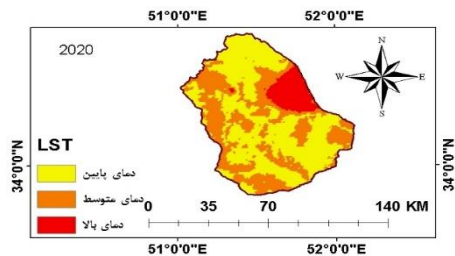 51°0'0"E 52°0'0"E
2020
N
W E
S
LST
دمای پایین
دمای متوسط
دمای بالا
34°0'0"N
34°0'0"N
0 35 70 140 KM
51°0'0"E 52°0'0"E